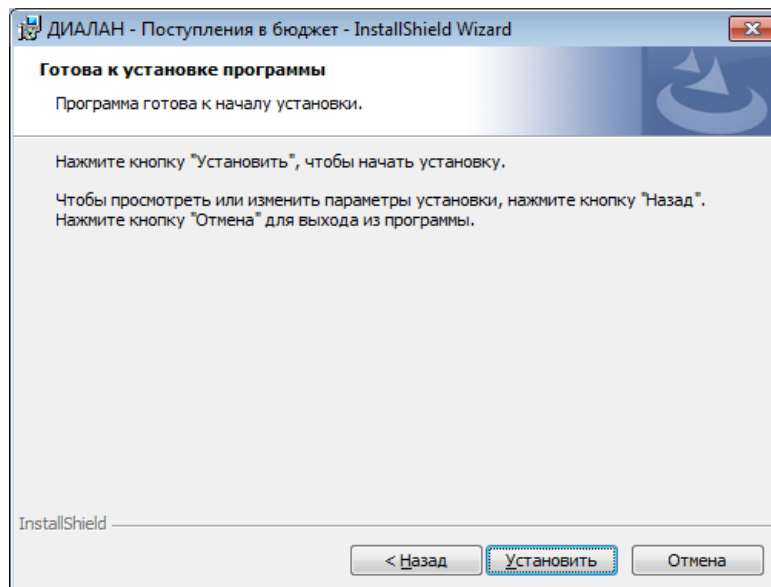 ДИАЛАН - Поступления в бюджет - InstallShield Wizard
Готова к установке программы
Программа готова к началу установки.
Нажмите кнопку "Установить", чтобы начать установку.
Чтобы просмотреть или изменить параметры установки, нажмите кнопку "Назад".
Нажмите кнопку "Отмена" для выхода из программы.
InstallShield
< Назад
Установить
Отмена